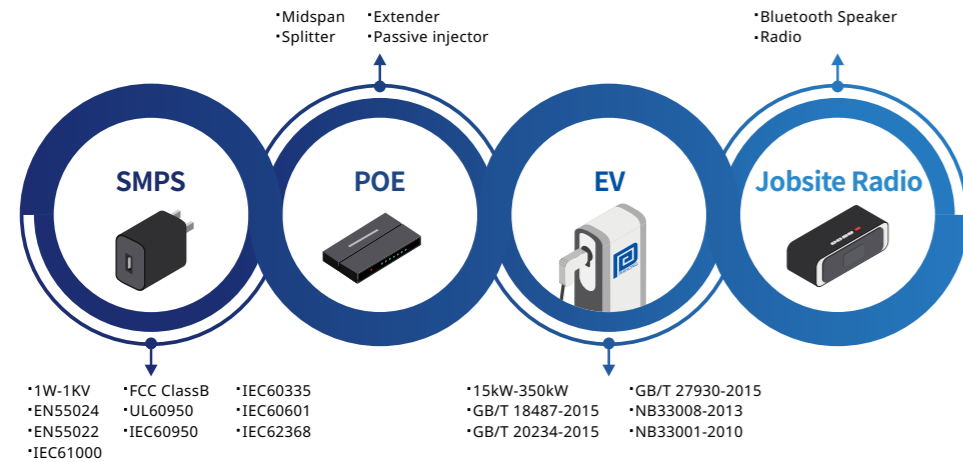 ·Midspan ·Extender
·Splitter ·Passive injector
·Bluetooth Speaker
·Radio
SMPS
POE
EV
Jobsite Radio
·1W-1KV ·FCC ClassB ·IEC60335
·EN55024 ·UL60950 ·IEC60601
·EN55022 ·IEC60950 ·IEC62368
·IEC61000
·15kW-350kW ·GB/T 27930-2015
·GB/T 18487-2015 ·NB33008-2013
·GB/T 20234-2015 ·NB33001-2010